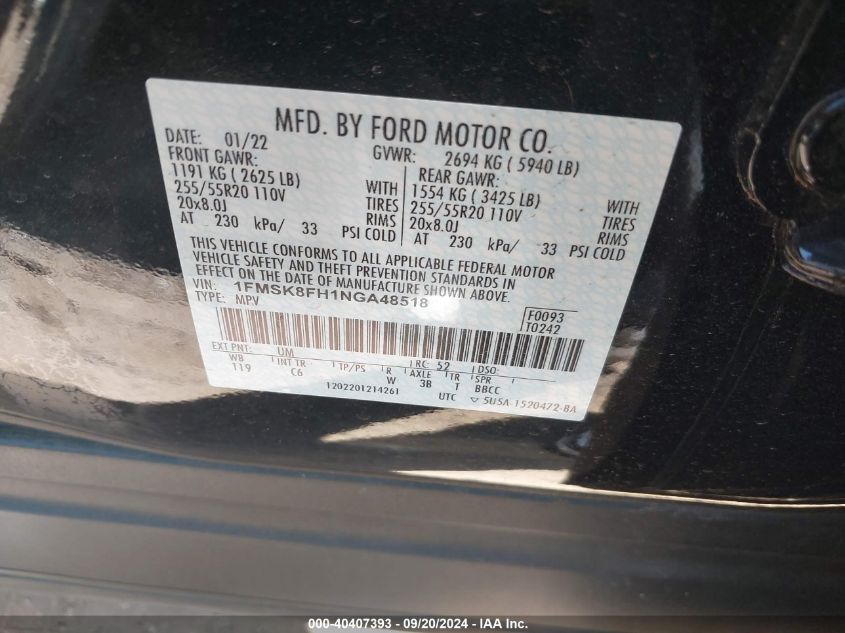 MFD. BY FORD MOTOR CO.
DATE: 01/22 GVWR: 2694 KG ( 5940 LB)
FRONT GAWR: REAR GAWR:
1191 KG ( 2625 LB) WITH 1554 KG ( 3425 LB) WITH
255/55R20 110V TIRES 255/55R20 110V TIRES
20x8.0J RIMS 20x8.0J RIMS
AT 230 kPa/ 33 PSI COLD AT 230 kPa/ 33 PSI COLD
THIS VEHICLE CONFORMS TO ALL APPLICABLE FEDERAL MOTOR
VEHICLE SAFETY AND THEFT PREVENTION STANDARDS IN
EFFECT ON THE DATE OF MANUFACTURE SHOWN ABOVE.
VIN: 1FMSK8FH1NGA48518
TYPE: MPV
F0093
T0242
EXT PNT: UM RC: 52 DSO:
WB INT TR TP/PS R AXLE TR SPR
119 C6 W 3B T BBCC
1202201214261 UTC ▽ 5U5A-1520472-BA
000-40407393 - 09/20/2024 - IAA Inc.